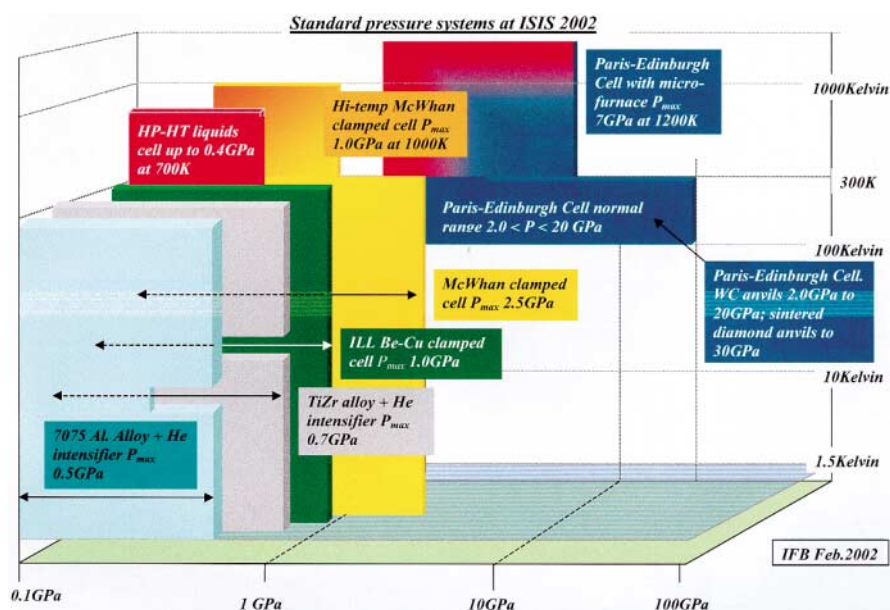 Standard pressure systems at ISIS 2002
Paris-Edinburgh
Cell with micro-
furnace Pmax
7GPa at 1200K
1000Kelvin
Hi-temp McWhan
clamped cell Pmax
1.0GPa at 1000K
HP-HT liquids
cell up to 0.4GPa
at 700K
300K
Paris-Edinburgh Cell normal
range 2.0 < P < 20 GPa
100Kelvin
Paris-Edinburgh Cell.
WC anvils 2.0GPa to
20GPa; sintered
diamond anvils to
30GPa
McWhan clamped
cell Pmax 2.5GPa
ILL Be-Cu clamped
cell Pmax 1.0GPa
10Kelvin
TiZr alloy + He
intensifier Pmax
0.7GPa
7075 Al. Alloy + He
intensifier Pmax
0.5GPa
1.5Kelvin
IFB Feb.2002
0.1GPa
1 GPa
10GPa
100GPa